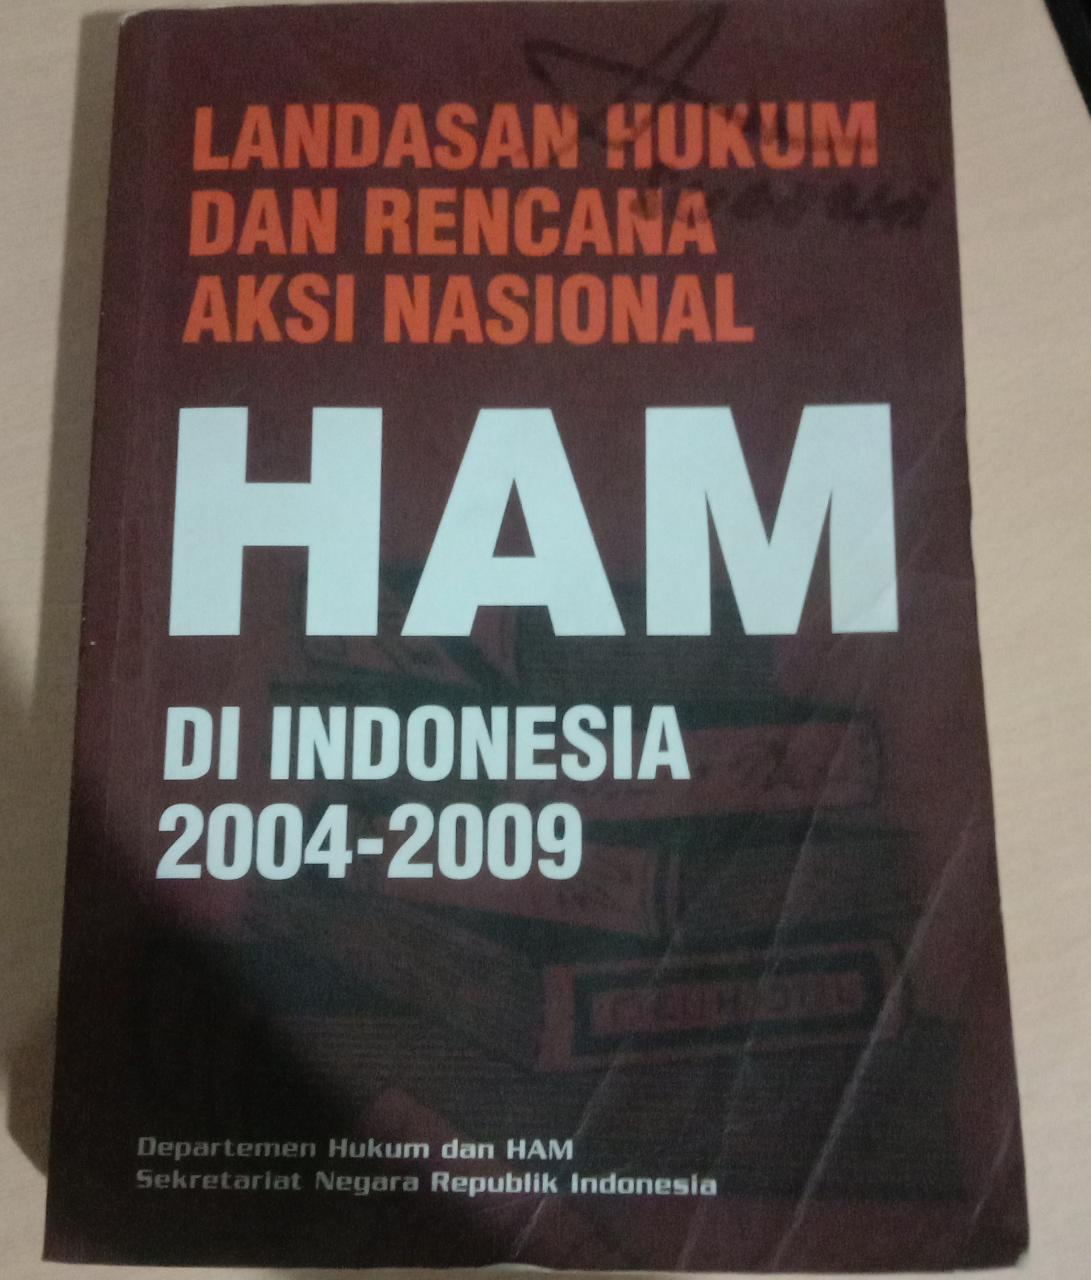 LANDASAN HUKUM
DAN RENCANA
AKSI NASIONAL
HAM
DI INDONESIA
2004-2009
Departemen Hukum dan HAM
Sekretariat Negara Republik Indonesia